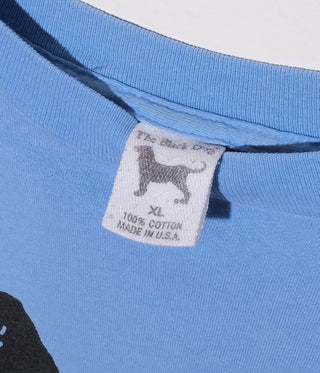 The Black Dog
XL
100% COTTON
MADE IN U.S.A.